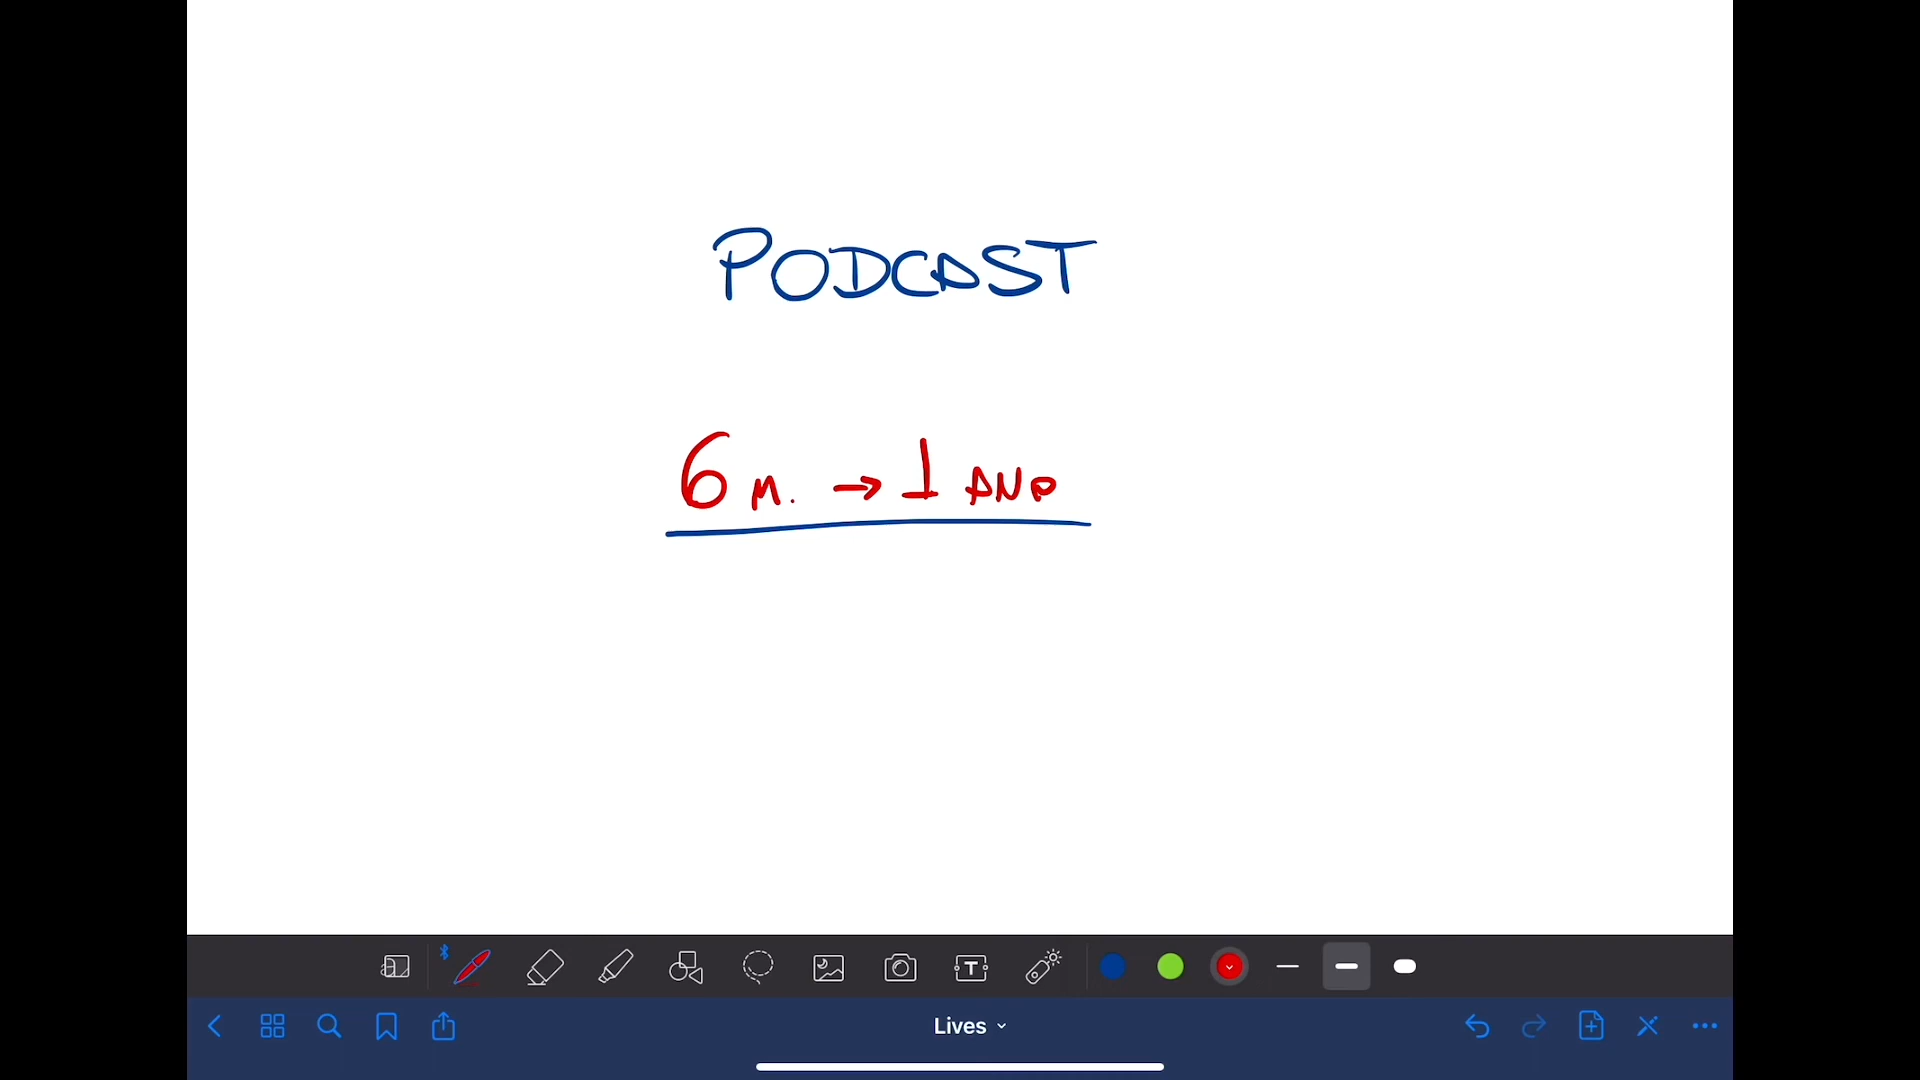 PODCAST
6 M. → 1 ANO
Lives